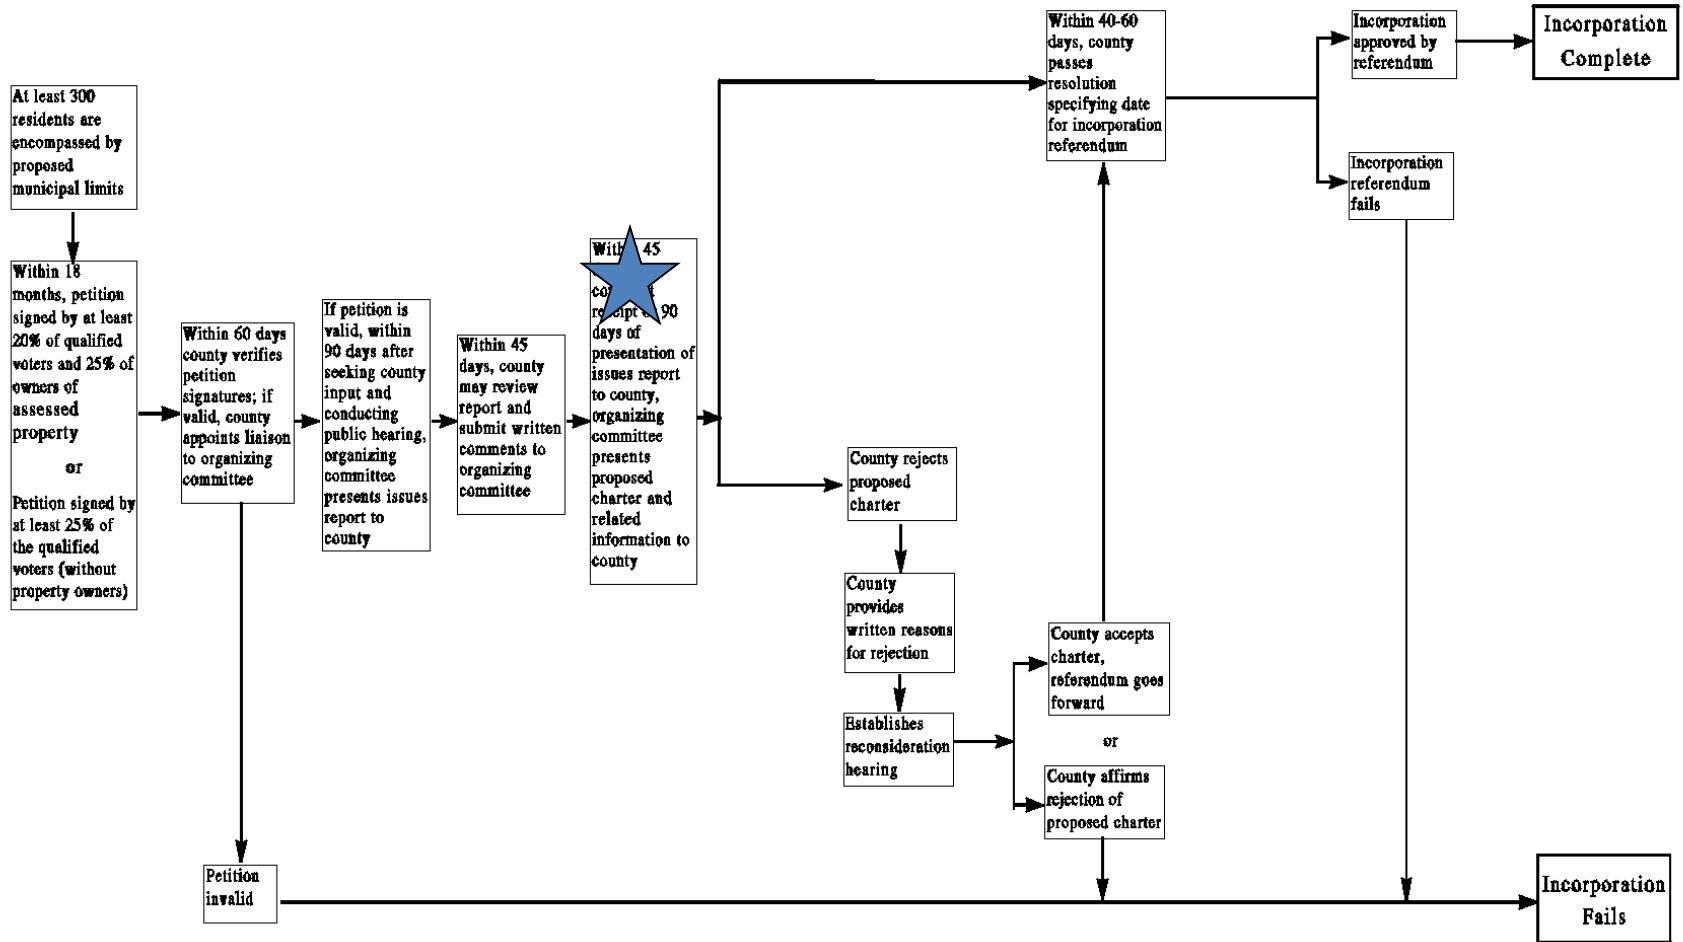 At least 300
residents are
encompassed by
proposed
municipal limits
Within 18
months, petition
signed by at least
20% of qualified
voters and 25% of
owners of
assessed
property
or
Petition signed by
at least 25% of
the qualified
voters (without
property owners)
Within 60 days
county verifies
petition
signatures; if
valid, county
appoints liaison
to organizing
committee
Petition
invalid
If petition is
valid, within
90 days after
seeking county
input and
conducting
public hearing,
organizing
committee
presents issues
report to
county
Within 45
days, county
may review
report and
submit written
comments to
organizing
committee
45
90
days of
presentation of
issues report
to county,
organizing
committee
presents
proposed
charter and
related
information to
county
County rejects
proposed
charter
County
provides
written reasons
for rejection
Establishes
reconsideration
hearing
County accepts
charter,
referendum goes
forward
or
County affirms
rejection of
proposed charter
Within 40-60
days, county
passes
resolution
specifying date
for incorporation
referendum
Incorporation
approved by
referendum
Incorporation
referendum
fails
Incorporation
Complete
Incorporation
Fails